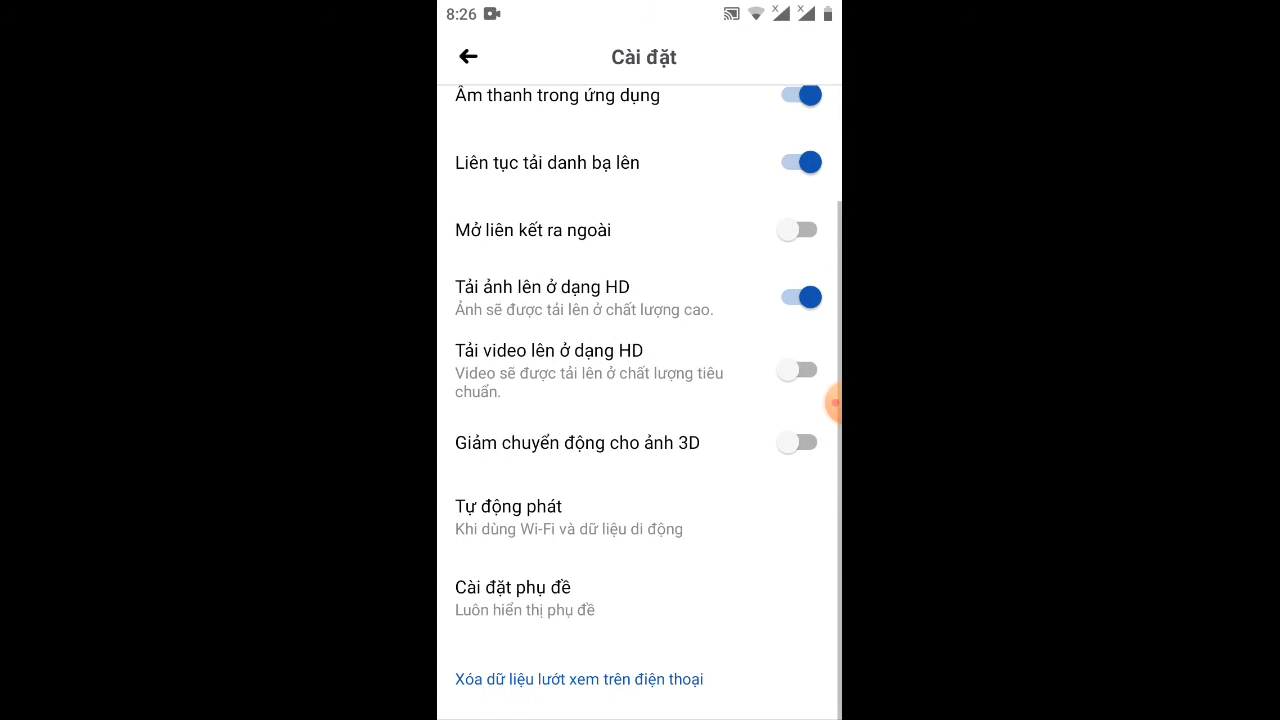 8:26
Cài đặt
Âm thanh trong ứng dụng
Liên tục tải danh bạ lên
Mở liên kết ra ngoài
Tải ảnh lên ở dạng HD
Ảnh sẽ được tải lên ở chất lượng cao.
Tải video lên ở dạng HD
Video sẽ được tải lên ở chất lượng tiêu
chuẩn.
Giảm chuyển động cho ảnh 3D
Tự động phát
Khi dùng Wi-Fi và dữ liệu di động
Cài đặt phụ đề
Luôn hiển thị phụ đề
Xóa dữ liệu lướt xem trên điện thoại